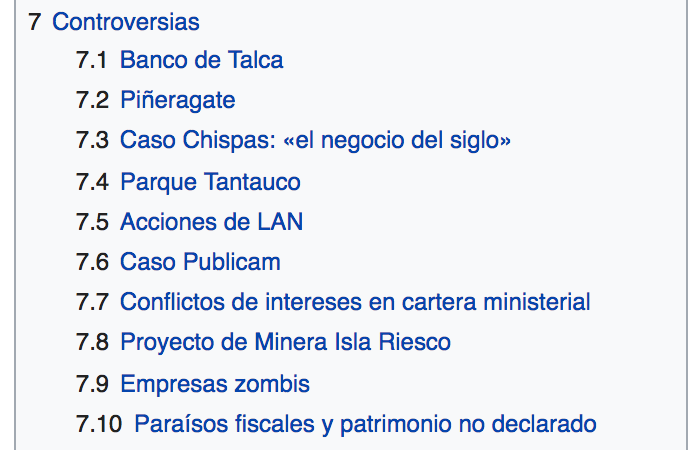 7 Controversias
7.1 Banco de Talca
7.2 Piñeragate
7.3 Caso Chispas: «el negocio del siglo»
7.4 Parque Tantauco
7.5 Acciones de LAN
7.6 Caso Publicam
7.7 Conflictos de intereses en cartera ministerial
7.8 Proyecto de Minera Isla Riesco
7.9 Empresas zombis
7.10 Paraísos fiscales y patrimonio no declarado